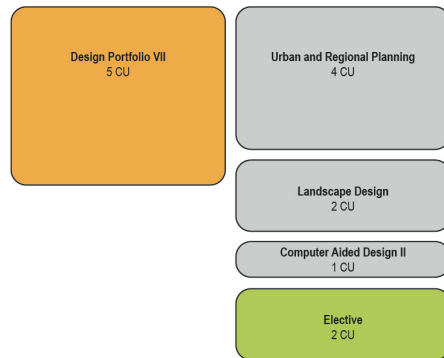 Design Portfolio VII
5 CU
Urban and Regional Planning
4 CU
Landscape Design
2 CU
Computer Aided Design II
1 CU
Elective
2 CU